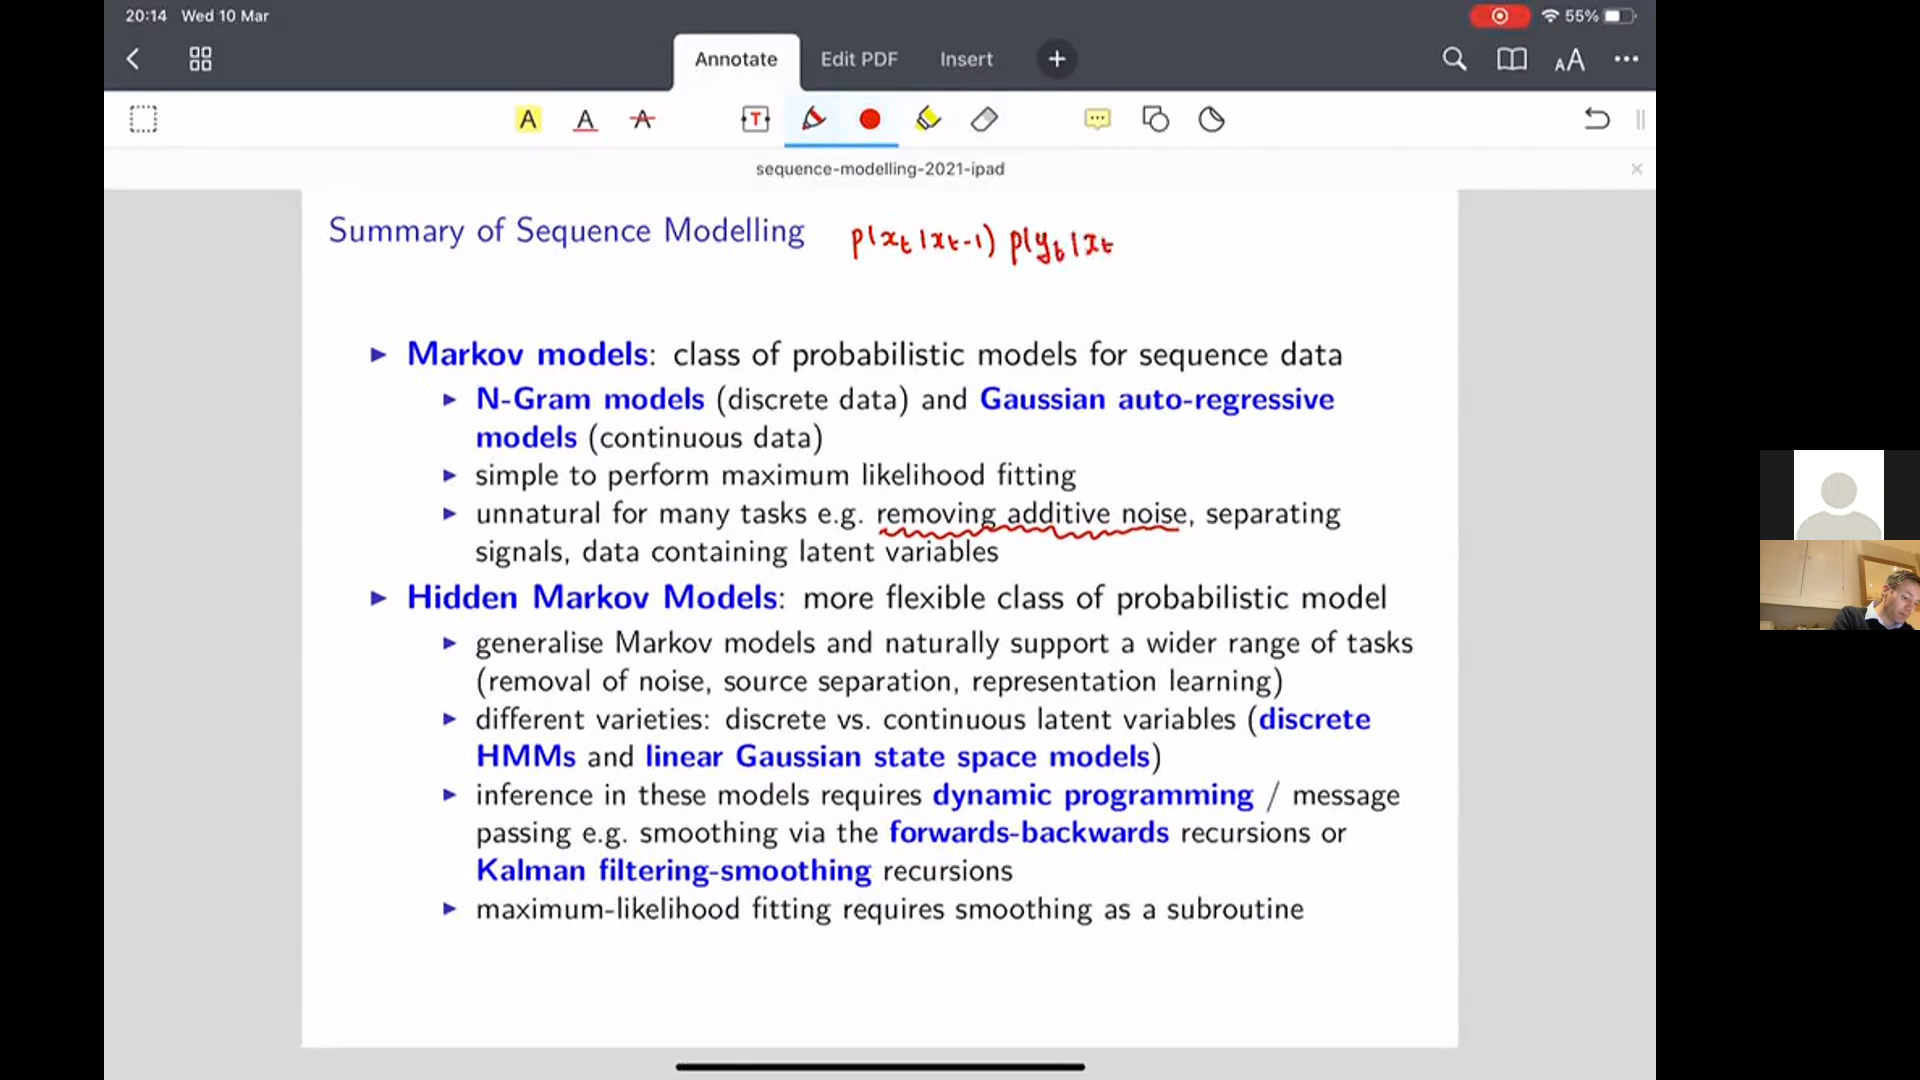 20:14 Wed 10 Mar
55%
Annotate Edit PDF Insert
AA
A A A T
sequence-modelling-2021-ipad
Summary of Sequence Modelling p(xt|xt-1) p(yt|xt
Markov models: class of probabilistic models for sequence data
N-Gram models (discrete data) and Gaussian auto-regressive
models (continuous data)
simple to perform maximum likelihood fitting
unnatural for many tasks e.g. removing additive noise, separating
signals, data containing latent variables
Hidden Markov Models: more flexible class of probabilistic model
generalise Markov models and naturally support a wider range of tasks
(removal of noise, source separation, representation learning)
different varieties: discrete vs. continuous latent variables (discrete
HMMs and linear Gaussian state space models)
inference in these models requires dynamic programming / message
passing e.g. smoothing via the forwards-backwards recursions or
Kalman filtering-smoothing recursions
maximum-likelihood fitting requires smoothing as a subroutine